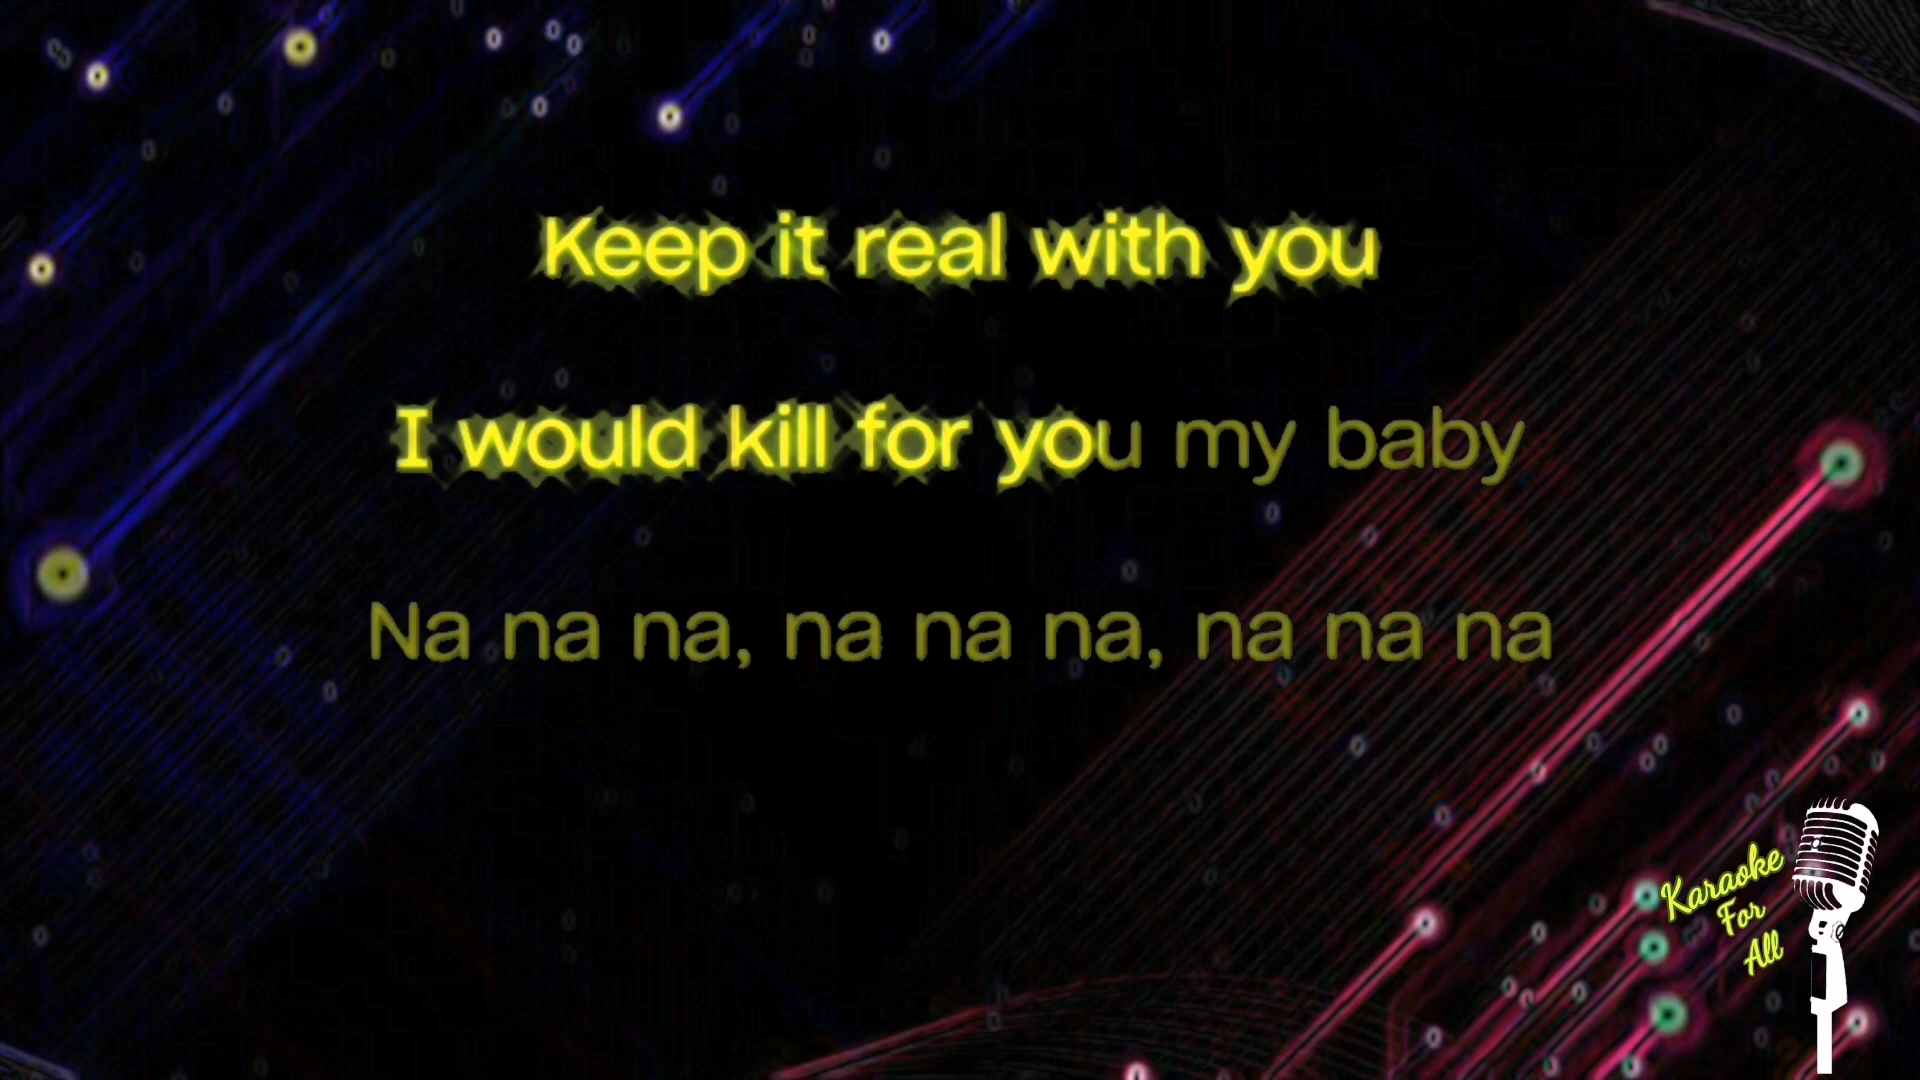 Keep it real with you
I would kill for you my baby
Na na na, na na na, na na na
Karaoke
For
All